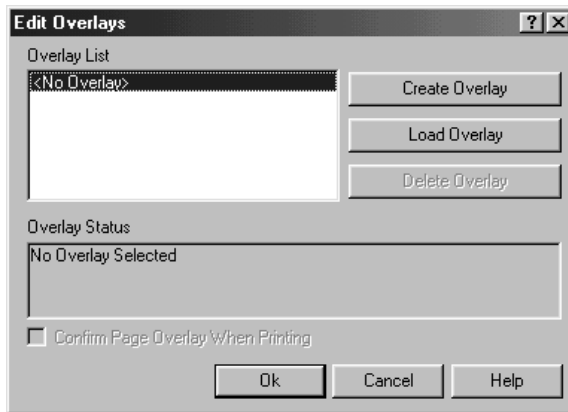 Edit Overlays
Overlay List
<No Overlay>
Create Overlay
Load Overlay
Delete Overlay
Overlay Status
No Overlay Selected
Confirm Page Overlay When Printing
Ok Cancel Help